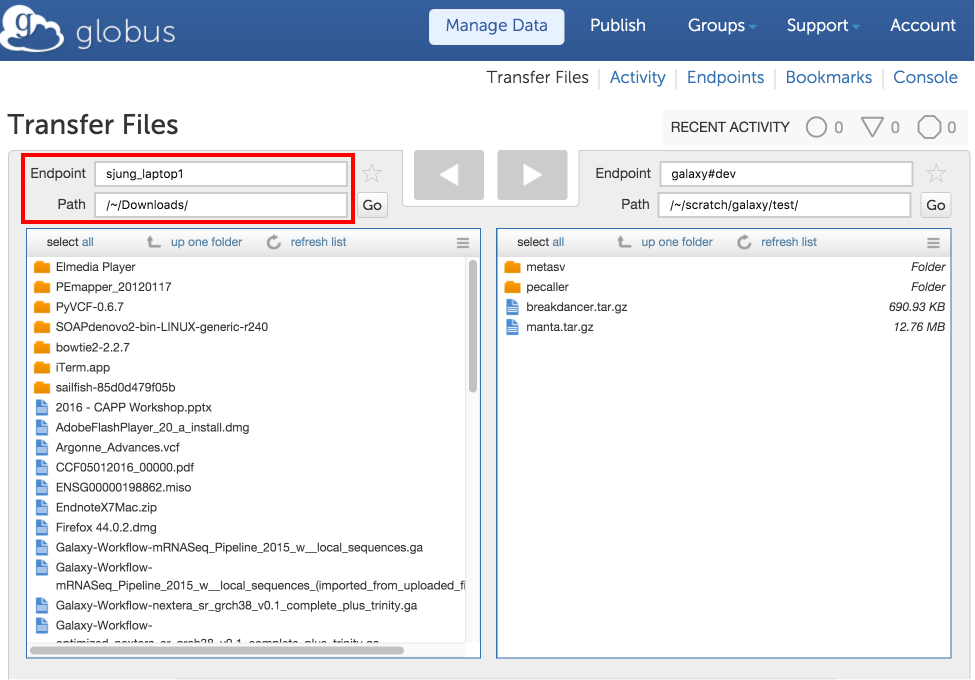 globus
Manage Data Publish Groups Support Account
Transfer Files Activity Endpoints Bookmarks Console
Transfer Files
RECENT ACTIVITY 0 0 0
Endpoint sjung_laptop1
Path /~/Downloads/ Go
Endpoint galaxy#dev
Path /~/scratch/galaxy/test/ Go
select all up one folder refresh list
Elmedia Player
PEmapper_20120117
PyVCF-0.6.7
SOAPdenovo2-bin-LINUX-generic-r240
bowtie2-2.2.7
iTerm.app
sailfish-85d0d479f05b
2016 - CAPP Workshop.pptx
AdobeFlashPlayer_20_a_install.dmg
Argonne_Advances.vcf
CCF05012016_00000.pdf
ENSG00000198862.miso
EndnoteX7Mac.zip
Firefox 44.0.2.dmg
Galaxy-Workflow-mRNASeq_Pipeline_2015_w__local_sequences.ga
Galaxy-Workflow-
mRNASeq_Pipeline_2015_w__local_sequences_(imported_from_uploaded_fi
Galaxy-Workflow-nextera_sr_grch38_v0.1_complete_plus_trinity.ga
Galaxy-Workflow-
optimized_nextera_sr_grch38_v0.1_complete_plus_trinity.ga
select all up one folder refresh list
metasv Folder
pecaller Folder
breakdancer.tar.gz 690.93 KB
manta.tar.gz 12.76 MB